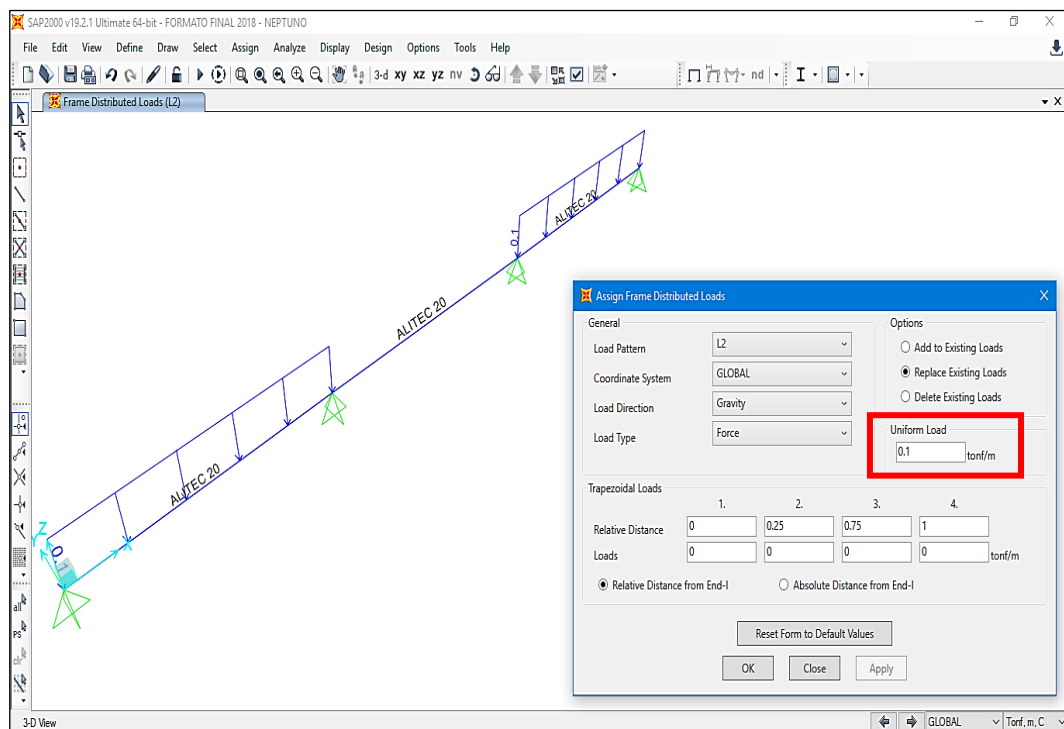 SAP2000 v19.2.1 Ultimate 64-bit - FORMATO FINAL 2018 - NEPTUNO
File Edit View Define Draw Select Assign Analyze Display Design Options Tools Help
3-d xy xz yz nv nd
Frame Distributed Loads (L2)
ALITEC 20
0.1
ALITEC 20
ALITEC 20
Z
Y
X
0.1
all
PS
clr
Assign Frame Distributed Loads
General
Load Pattern L2
Coordinate System GLOBAL
Load Direction Gravity
Load Type Force
Options
Add to Existing Loads
Replace Existing Loads
Delete Existing Loads
Uniform Load
0.1 tonf/m
Trapezoidal Loads
1. 2. 3. 4.
Relative Distance 0 0.25 0.75 1
Loads 0 0 0 0 tonf/m
Relative Distance from End-I Absolute Distance from End-I
Reset Form to Default Values
OK Close Apply
3-D View GLOBAL Tonf, m, C